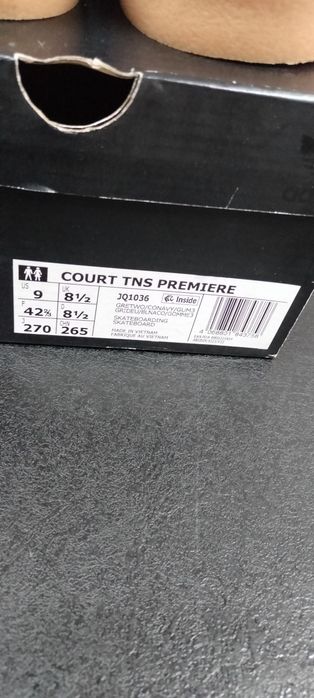 COURT TNS PREMIERE
US 9 UK 8½
F 42⅔ D 8½
J 270 CHN 265
JQ1036
Inside
GRETWO/CONAVY/GUM3
GRIDEU/BLNACO/GOMME3
SKATEBOARDING
SKATEBOARD
MADE IN VIETNAM
FABRIQUÉ AU VIETNAM